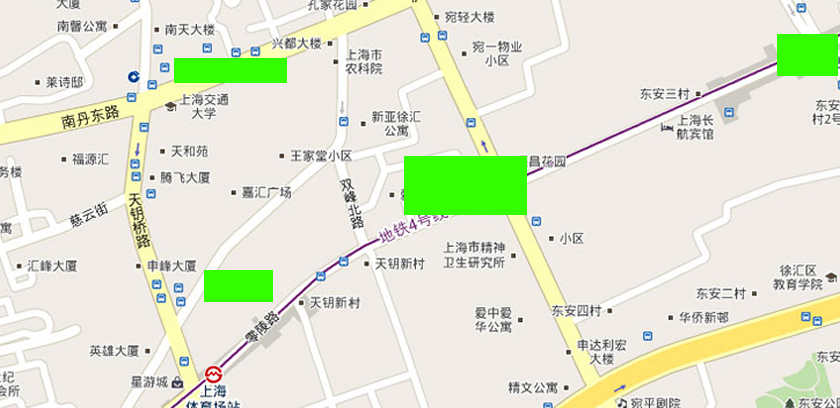 大厦
孔家花园
宛轻大楼
南馨公寓
南天大楼
兴都大楼
上海市
农科院
宛一物业
小区
莱诗邸
上海交通
大学
南丹东路
新亚徐汇
公寓
东安三村
上海长
航宾馆
东安
村2号
福源汇
天和苑
王家堂小区
昌花园
务楼
腾飞大厦
嘉汇广场
双峰北路
慈云街
天钥桥路
地铁4号线
寓
小区
上海市精神
卫生研究所
汇峰大厦
申峰大厦
天钥新村
徐汇区
教育学院
天钥新村
东安二村
零陵路
爱中爱
华公寓
东安四村
华侨新邨
英雄大厦
申达利宏
大楼
星游城
上海
体育场站
精文公寓
宛平剧院
东安
东安公